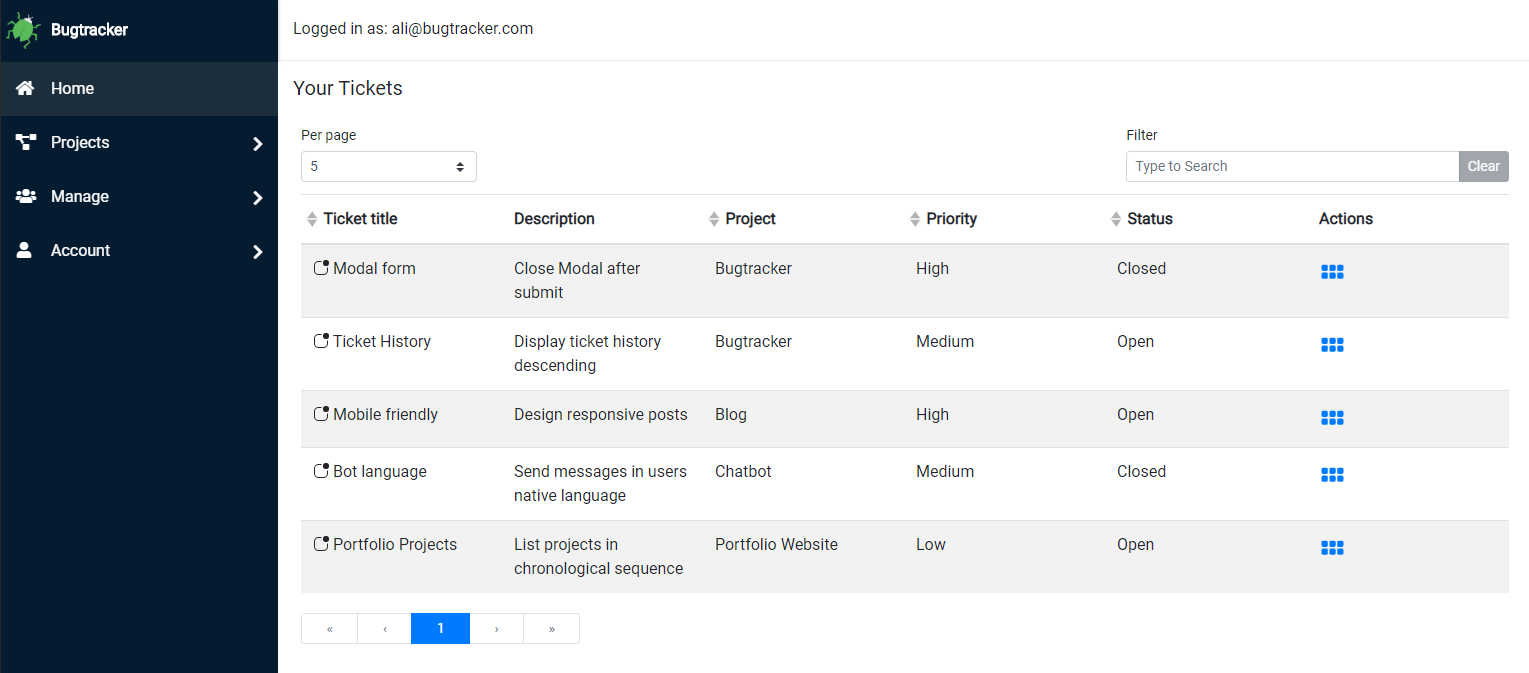 Bugtracker
Logged in as: ali@bugtracker.com
Home
Projects
Manage
Account
Your Tickets
Per page
Filter
5
Type to Search
Clear
Ticket title
Description
Project
Priority
Status
Actions
Modal form
Close Modal after
submit
Bugtracker
High
Closed
Ticket History
Display ticket history
descending
Bugtracker
Medium
Open
Mobile friendly
Design responsive posts
Blog
High
Open
Bot language
Send messages in users
native language
Chatbot
Medium
Closed
Portfolio Projects
List projects in
chronological sequence
Portfolio Website
Low
Open
«
‹
1
›
»